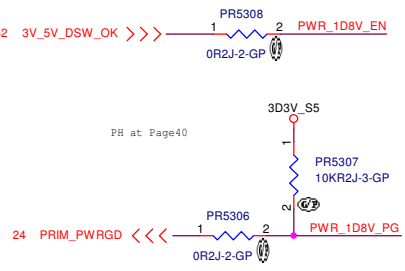 PR5308
1 2 PWR_1D8V_EN
3V_5V_DSW_OK
0R2J-2-GP
3D3V_S5
PH at Page40
1
PR5307
10KR2J-3-GP
2
PR5306
24 PRIM_PWRGD 1 2 PWR_1D8V_PG
0R2J-2-GP